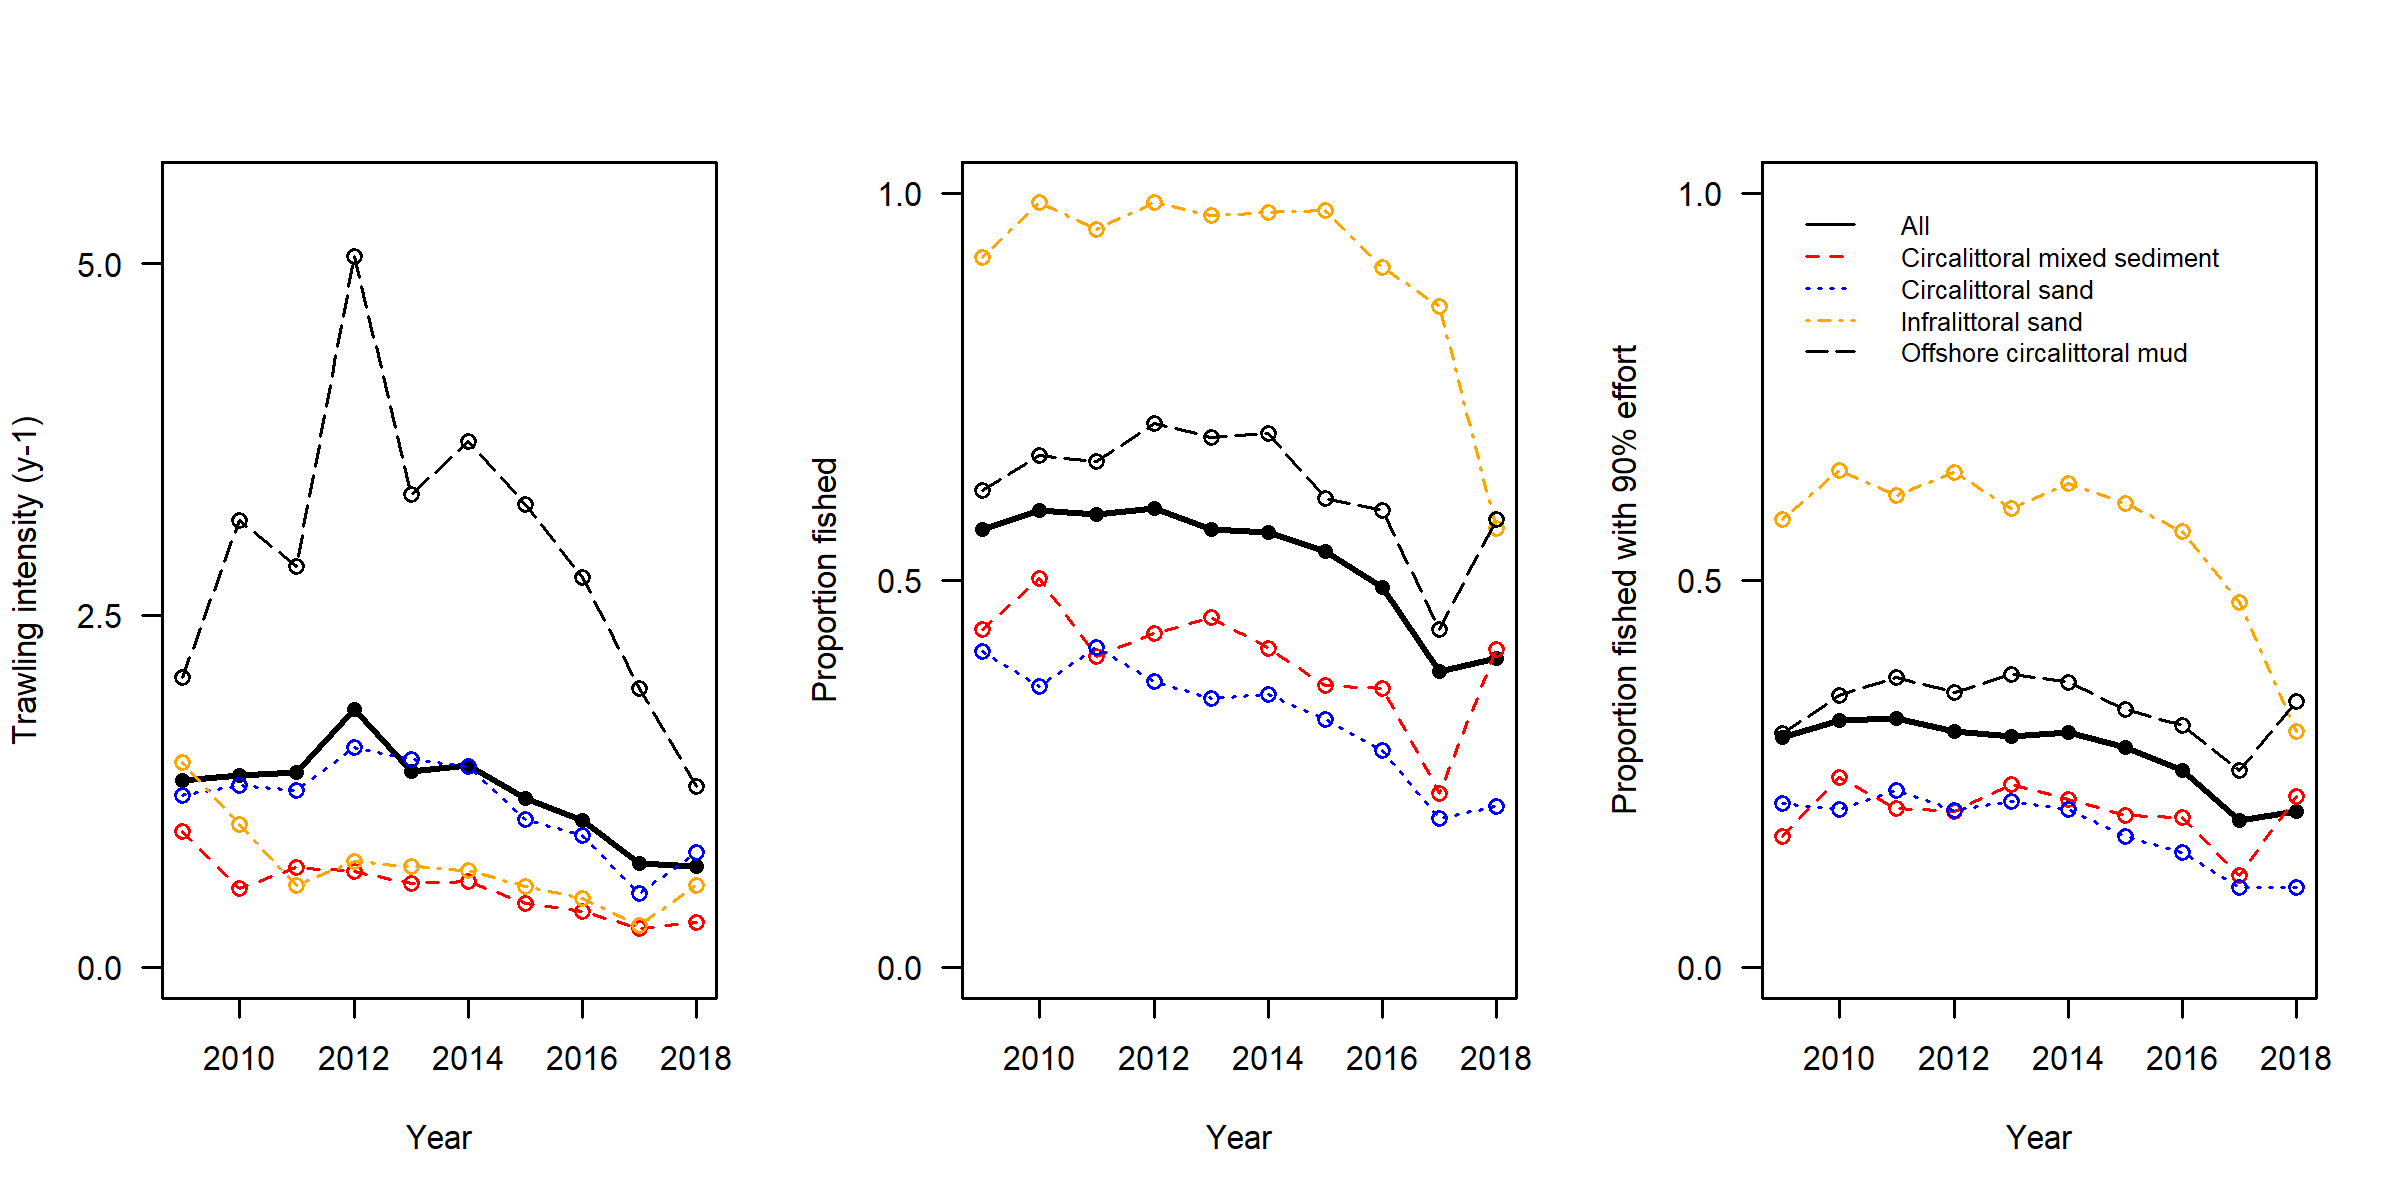 Trawling intensity (y-1)
5.0
2.5
0.0
2010 2012 2014 2016 2018
Year
Proportion fished
1.0
0.5
0.0
2010 2012 2014 2016 2018
Year
Proportion fished with 90% effort
1.0
0.5
0.0
All
Circalittoral mixed sediment
Circalittoral sand
Infralittoral sand
Offshore circalittoral mud
2010 2012 2014 2016 2018
Year